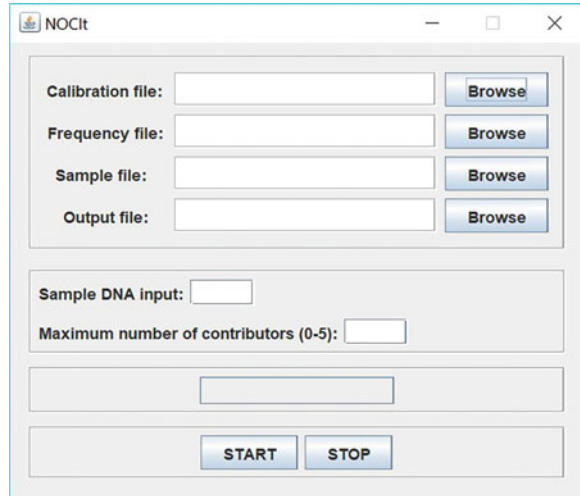 NOCIt
Calibration file: Browse
Frequency file: Browse
Sample file: Browse
Output file: Browse
Sample DNA input:
Maximum number of contributors (0-5):
START STOP